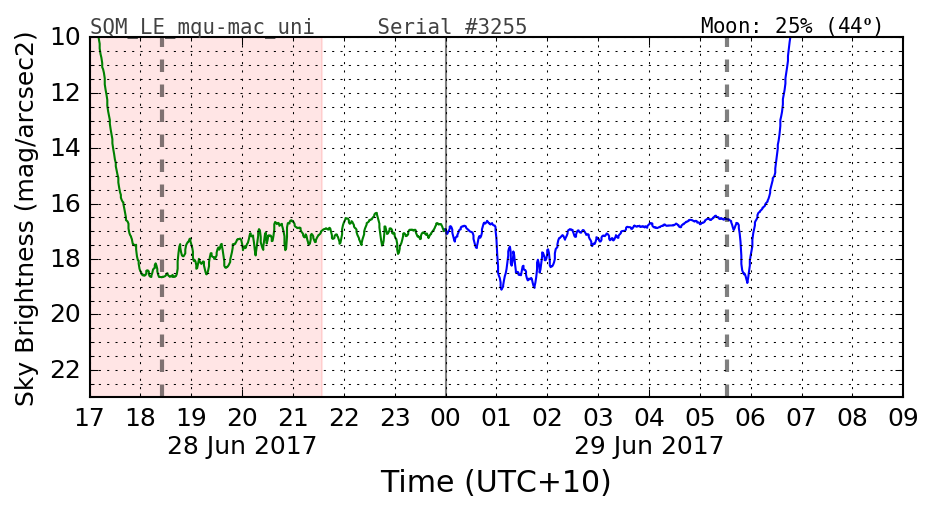 SQM_LE_mqu-mac_uni Serial #3255 Moon: 25% (44°)
Sky Brightness (mag/arcsec2)
10
12
14
16
18
20
22
17 18 19 20 21 22 23 00 01 02 03 04 05 06 07 08 09
28 Jun 2017 29 Jun 2017
Time (UTC+10)